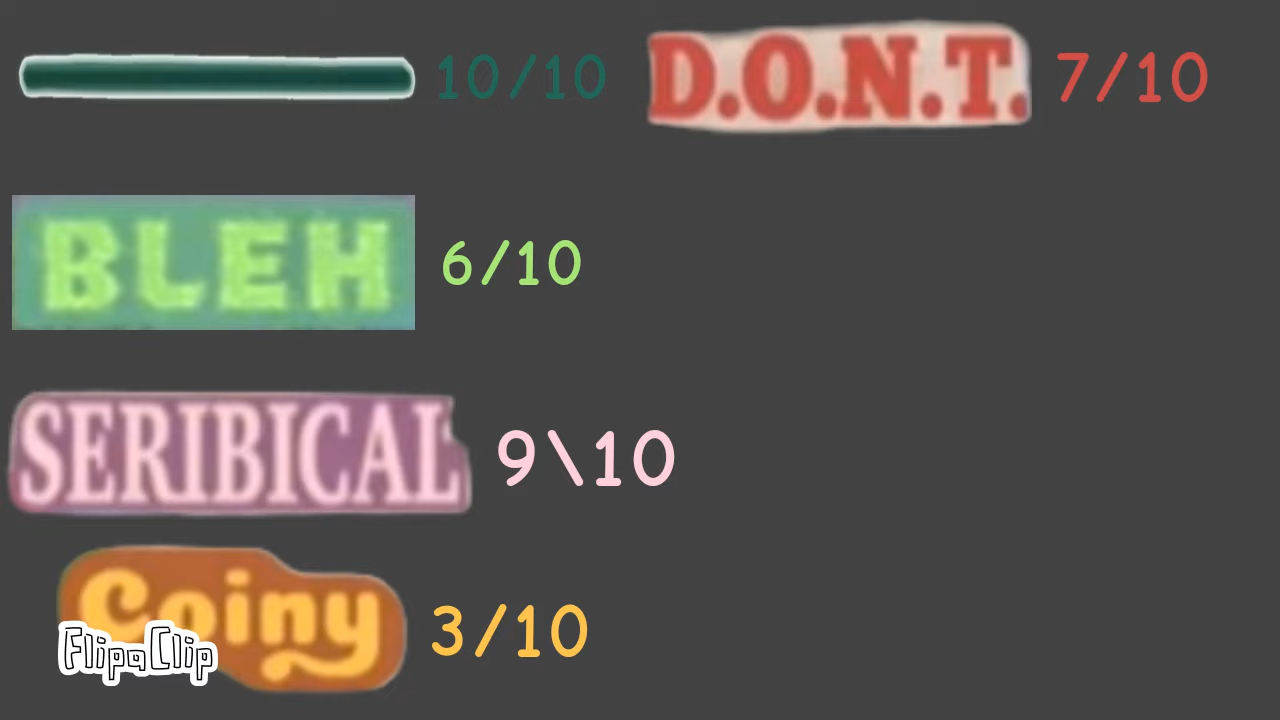 10/10
D.O.N.T. 7/10
BLEH 6/10
SERIBICAL 9\10
Coiny 3/10
FlipaClip